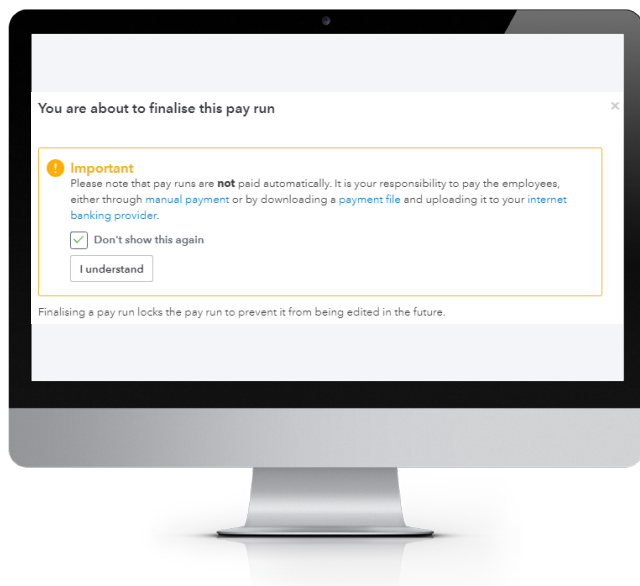 You are about to finalise this pay run
Important
Please note that pay runs are not paid automatically. It is your responsibility to pay the employees,
either through manual payment or by downloading a payment file and uploading it to your internet
banking provider.
Don't show this again
I understand
Finalising a pay run locks the pay run to prevent it from being edited in the future.